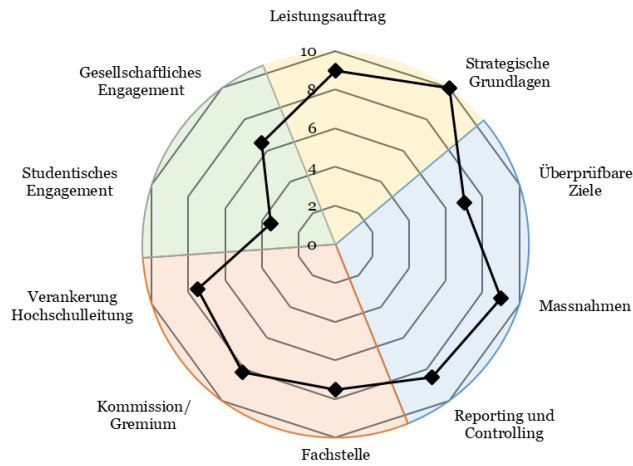 Leistungsauftrag
Strategische
Grundlagen
Überprüfbare
Ziele
Massnahmen
Reporting und
Controlling
Fachstelle
Kommission/
Gremium
Verankerung
Hochschulleitung
Studentisches
Engagement
Gesellschaftliches
Engagement
10
8
6
4
2
0